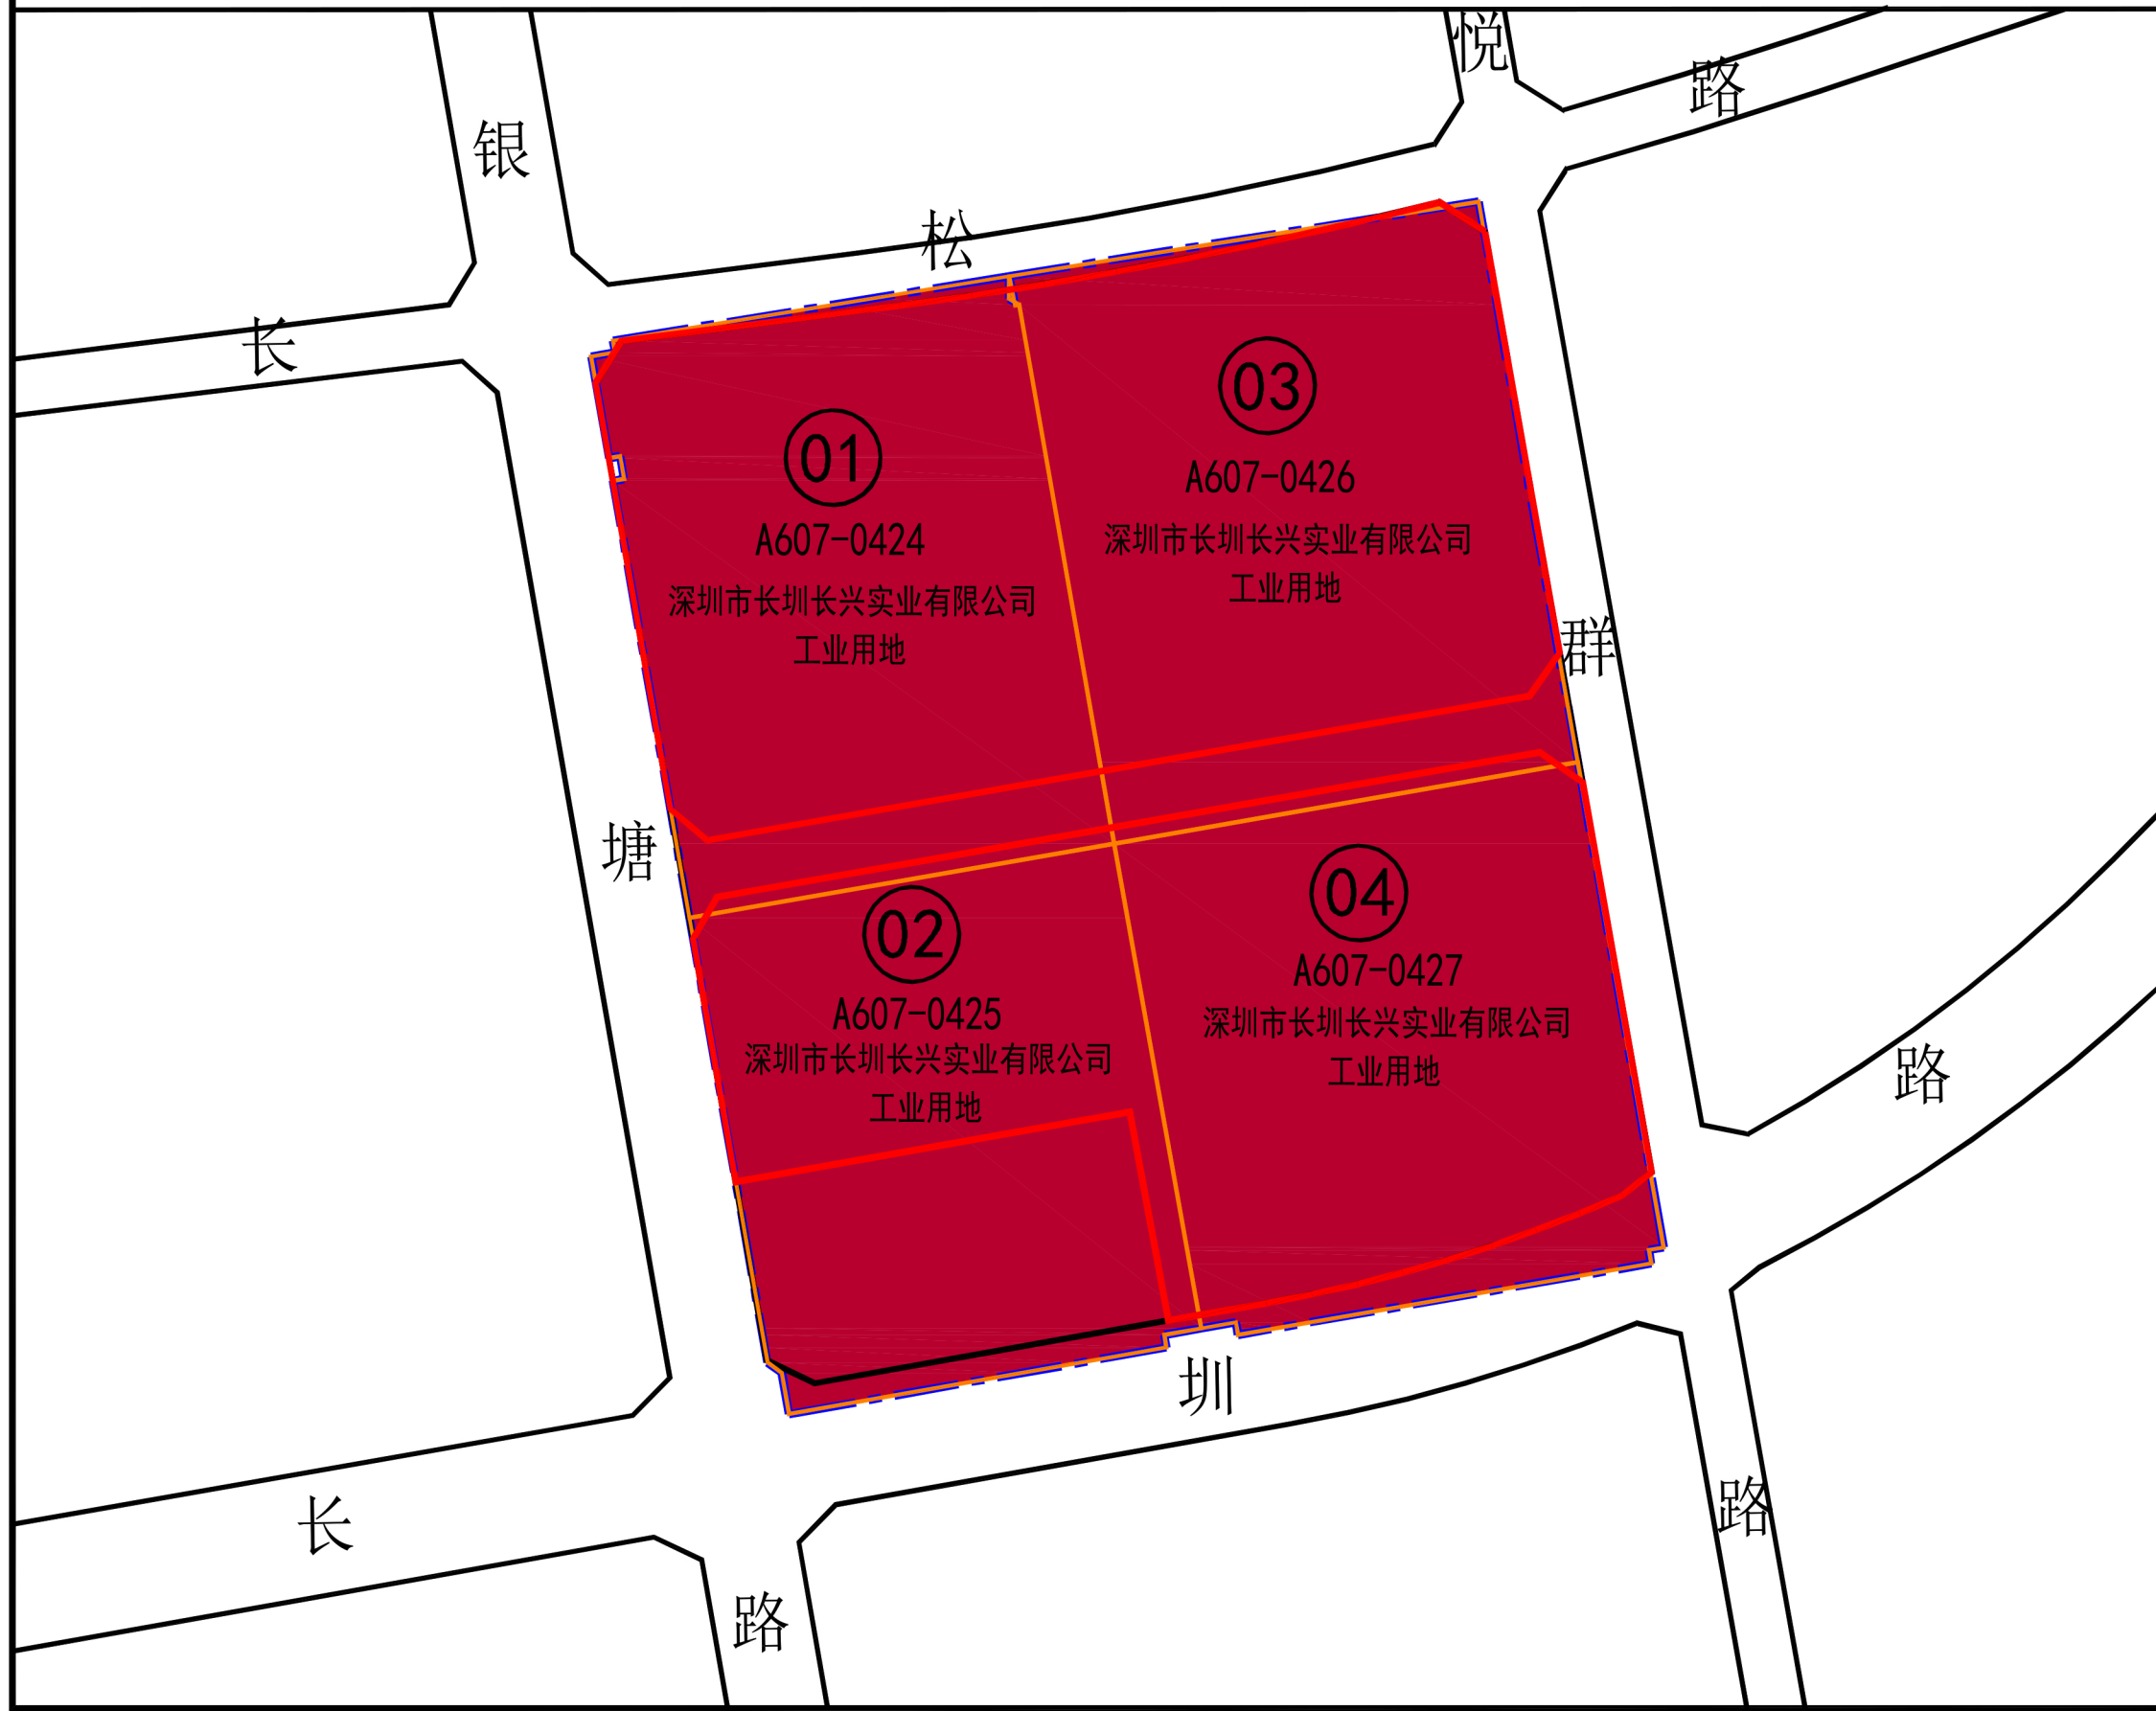 悦
路
银
松
长
03
A607-0426
深圳市长圳长兴实业有限公司
工业用地
01
A607-0424
深圳市长圳长兴实业有限公司
工业用地
群
塘
04
A607-0427
深圳市长圳长兴实业有限公司
工业用地
02
A607-0425
深圳市长圳长兴实业有限公司
工业用地
路
圳
长
路
路